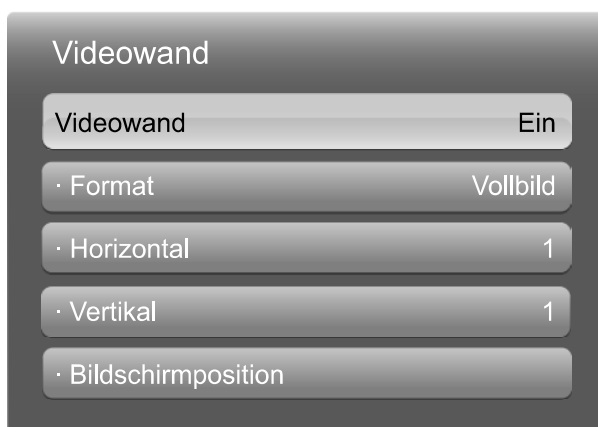 Videowand
Videowand Ein
· Format Vollbild
· Horizontal 1
· Vertikal 1
· Bildschirmposition